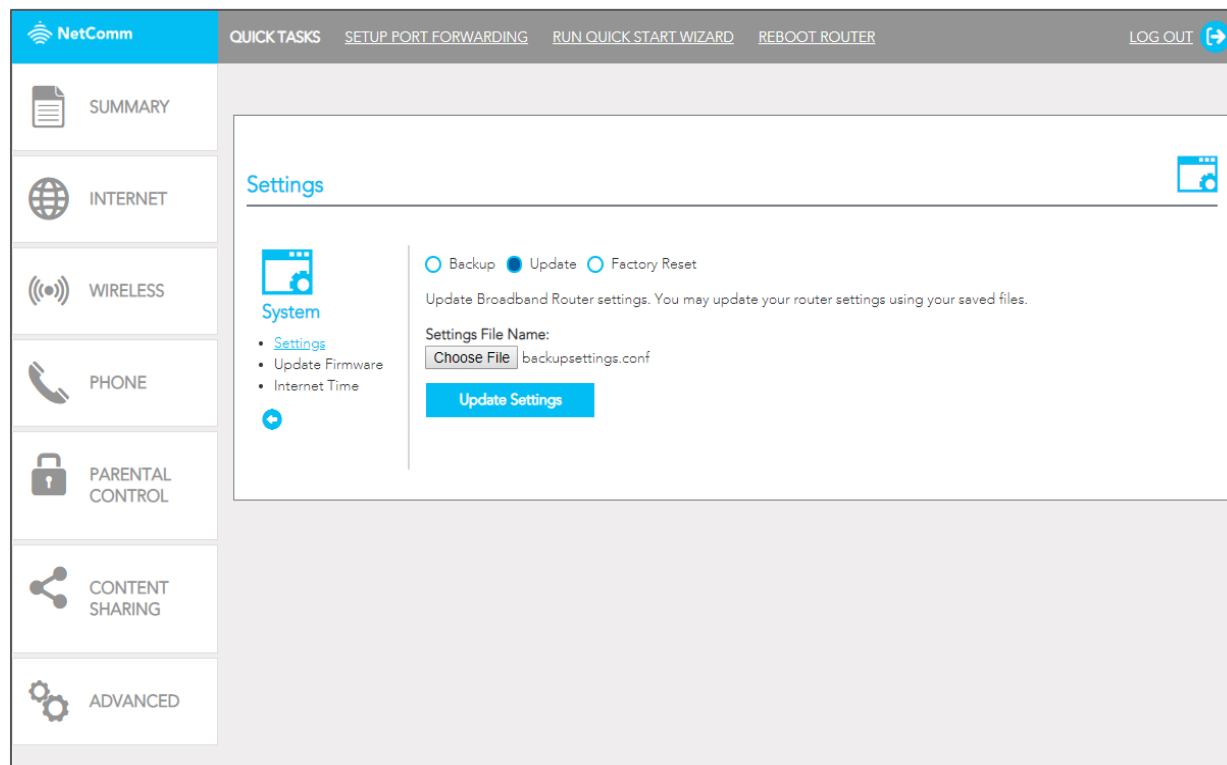 NetComm
QUICK TASKS SETUP PORT FORWARDING RUN QUICK START WIZARD REBOOT ROUTER LOG OUT
SUMMARY
INTERNET
WIRELESS
PHONE
PARENTAL
CONTROL
CONTENT
SHARING
ADVANCED
Settings
System
Settings
Update Firmware
Internet Time
Backup Update Factory Reset
Update Broadband Router settings. You may update your router settings using your saved files.
Settings File Name:
Choose File backupsettings.conf
Update Settings